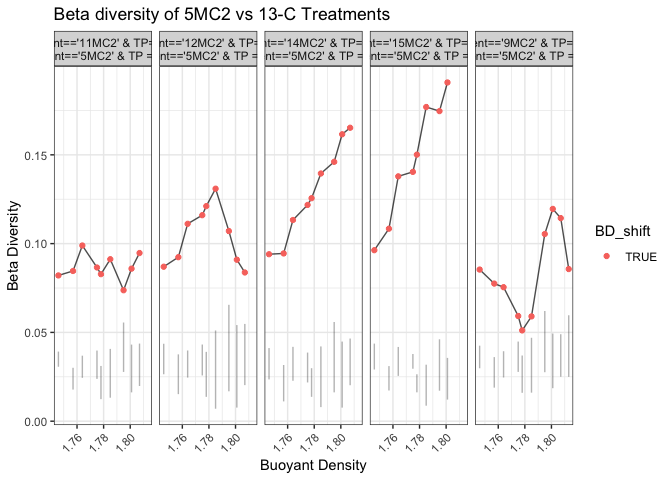 Beta diversity of 5MC2 vs 13-C Treatments
nt=='11MC2' & TP=
nt=='5MC2' & TP =
nt=='12MC2' & TP=
nt=='5MC2' & TP =
nt=='14MC2' & TP=
nt=='5MC2' & TP =
nt=='15MC2' & TP=
nt=='5MC2' & TP =
nt=='9MC2' & TP=
nt=='5MC2' & TP =
Beta Diversity
0.15
0.10
0.05
0.00
1.76 1.78 1.80
1.76 1.78 1.80
1.76 1.78 1.80
1.76 1.78 1.80
1.76 1.78 1.80
Buoyant Density
BD_shift
TRUE